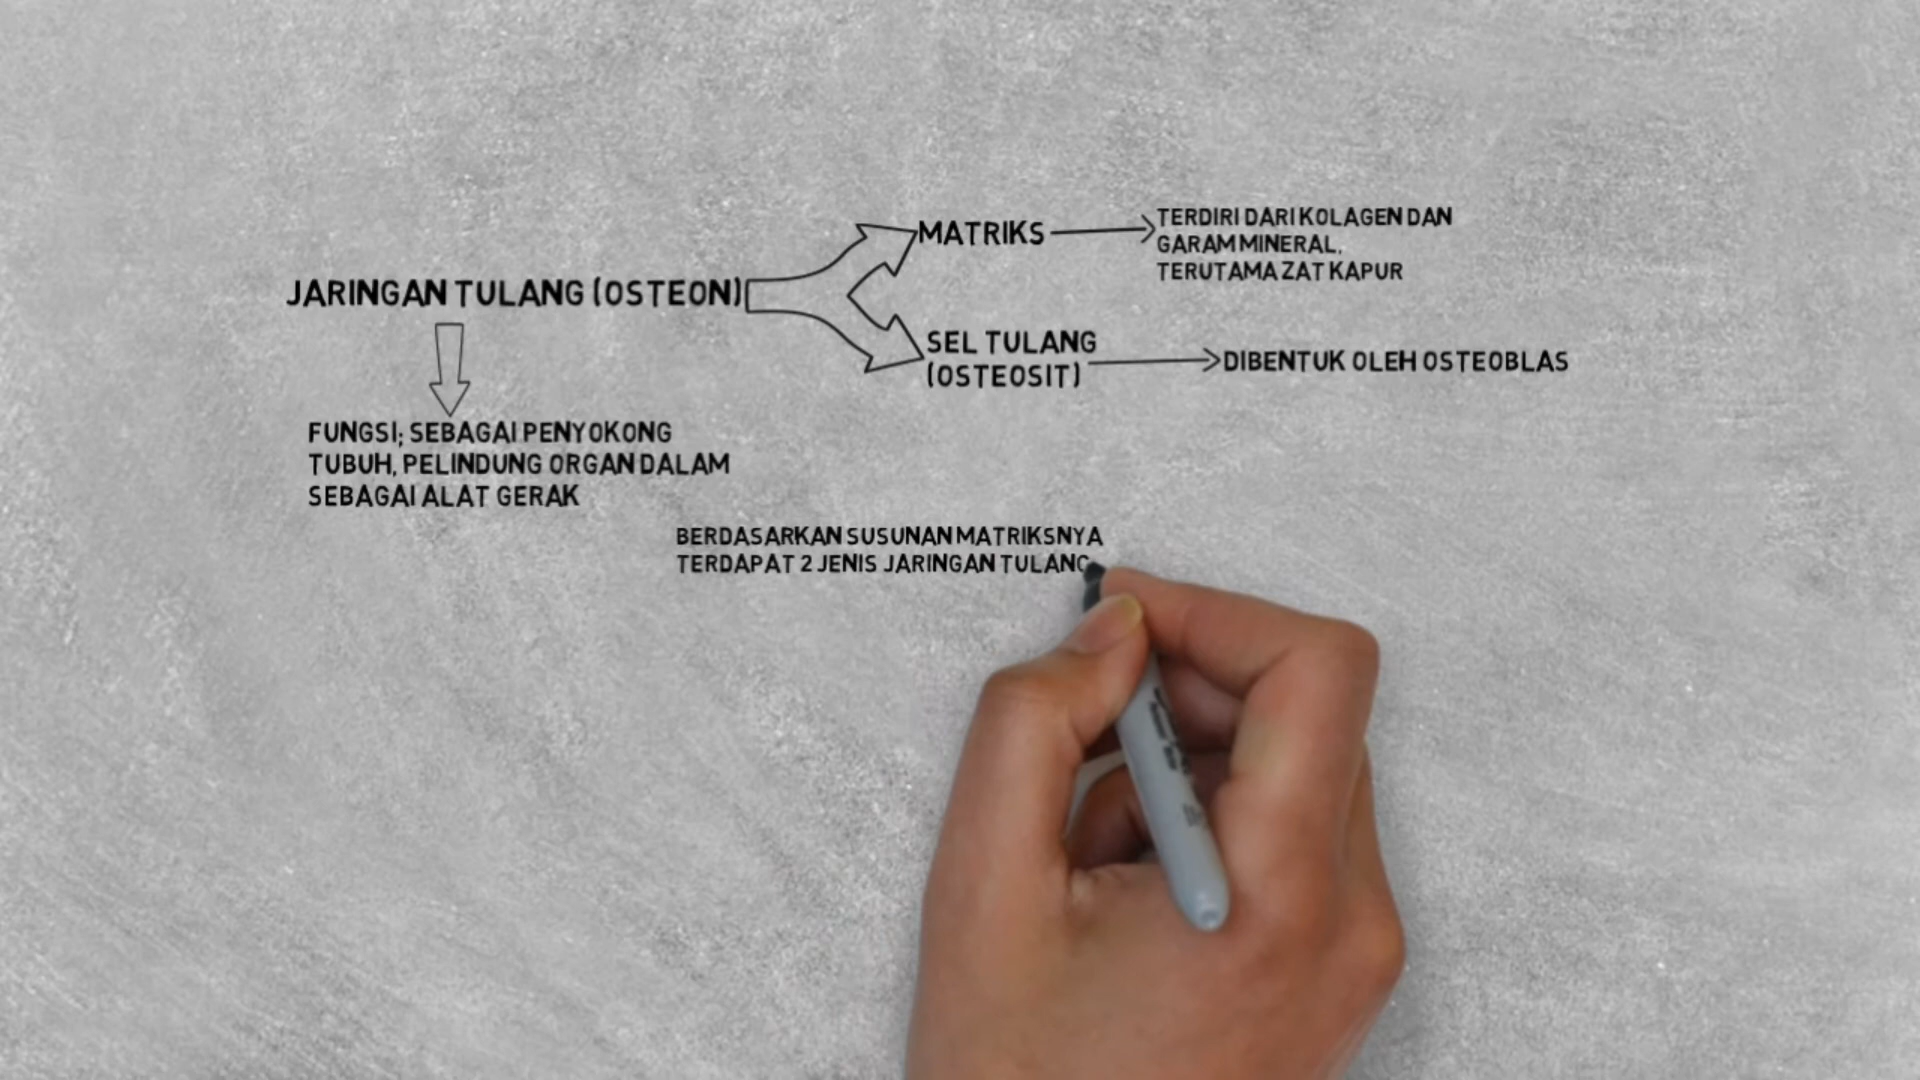 MATRIKS
TERDIRI DARI KOLAGEN DAN
GARAM MINERAL,
TERUTAMA ZAT KAPUR
JARINGAN TULANG (OSTEON)
SEL TULANG
(OSTEOSIT)
DIBENTUK OLEH OSTEOBLAS
FUNGSI; SEBAGAI PENYOKONG
TUBUH, PELINDUNG ORGAN DALAM
SEBAGAI ALAT GERAK
BERDASARKAN SUSUNAN MATRIKSNYA
TERDAPAT 2 JENIS JARINGAN TULANG